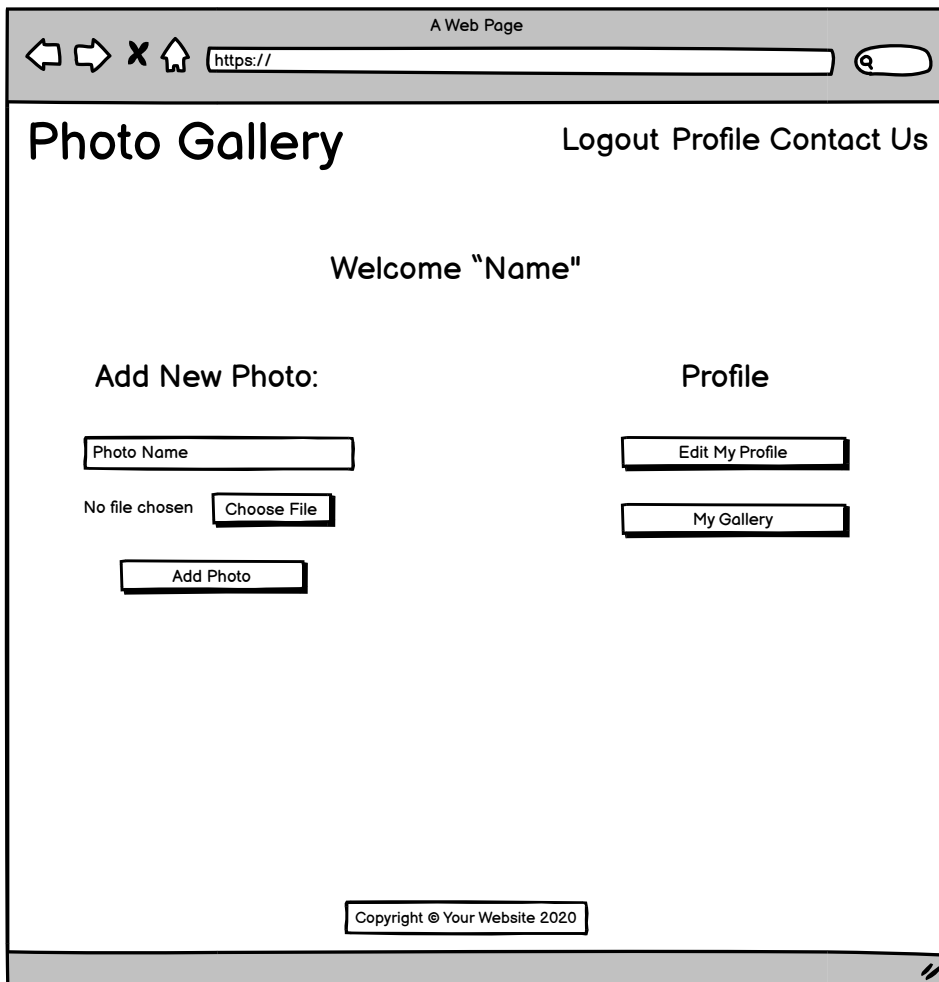 A Web Page
https://
Photo Gallery
Logout Profile Contact Us
Welcome “Name"
Add New Photo:
Profile
Photo Name
Edit My Profile
No file chosen
Choose File
My Gallery
Add Photo
Copyright © Your Website 2020